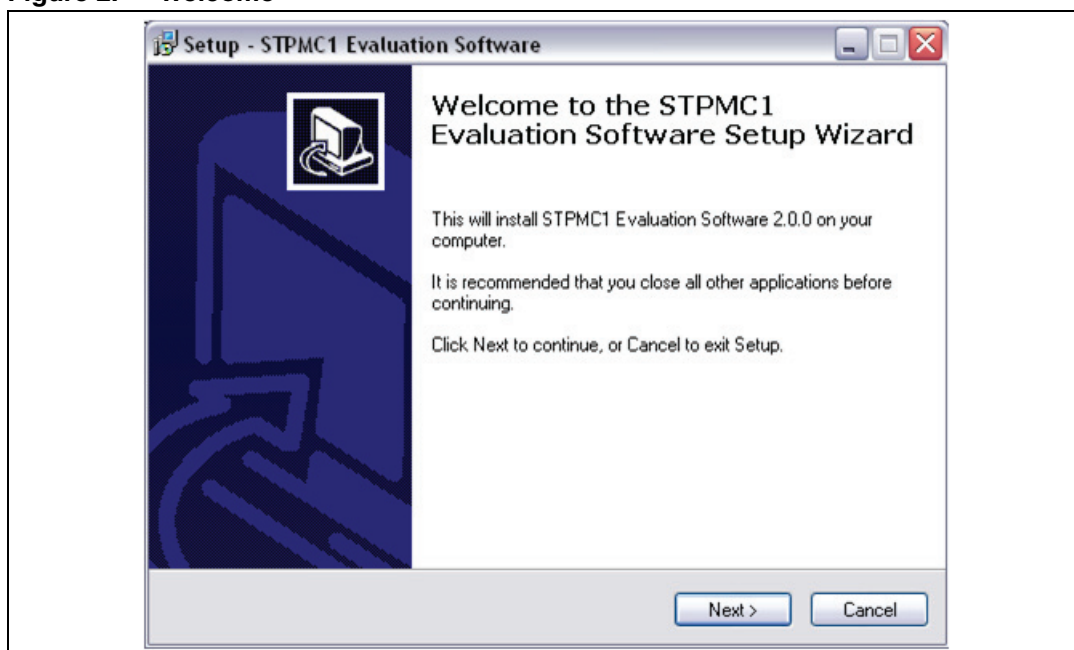 Figure 2. Welcome
Setup - STPMC1 Evaluation Software
Welcome to the STPMC1
Evaluation Software Setup Wizard
This will install STPMC1 Evaluation Software 2.0.0 on your
computer.
It is recommended that you close all other applications before
continuing.
Click Next to continue, or Cancel to exit Setup.
Next >
Cancel